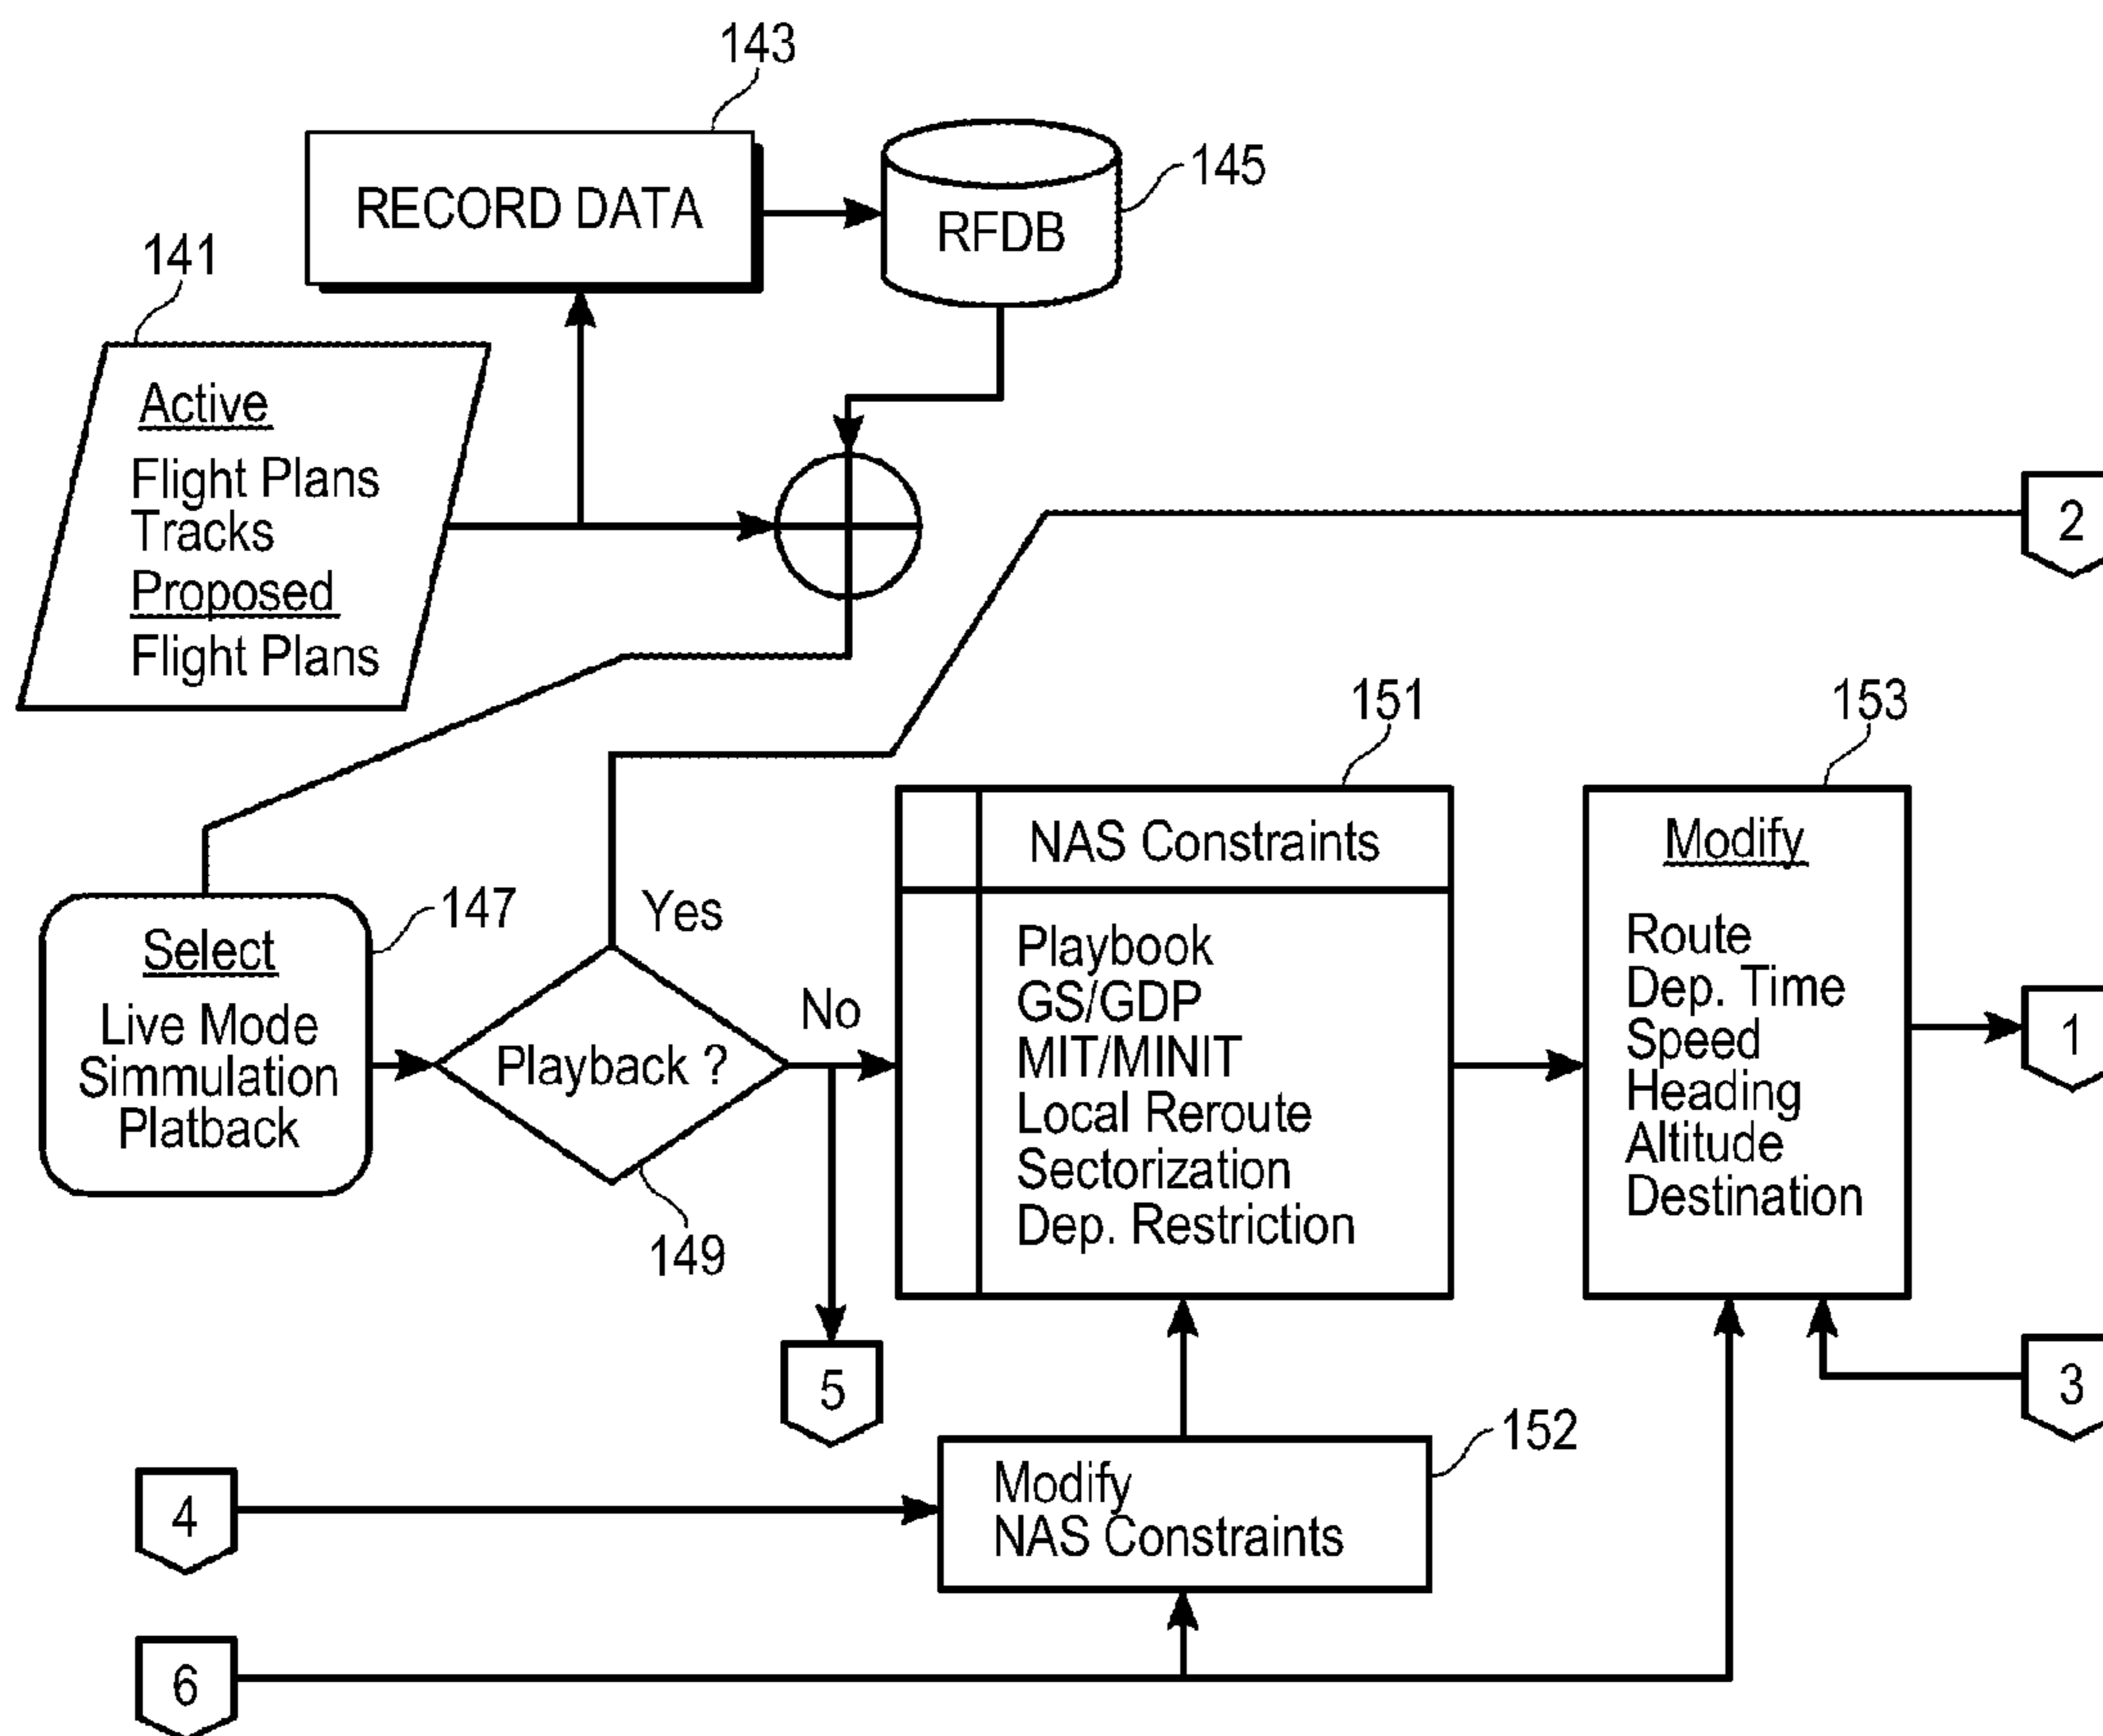 143
RECORD DATA
145
RFDB
141
Active
Flight Plans
Tracks
Proposed
Flight Plans
2
151
153
147
Select
Live Mode
Simmulation
Platback
Yes
Playback ?
No
149
NAS Constraints
Playbook
GS/GDP
MIT/MINIT
Local Reroute
Sectorization
Dep. Restriction
Modify
Route
Dep. Time
Speed
Heading
Altitude
Destination
1
5
3
152
4
Modify
NAS Constraints
6